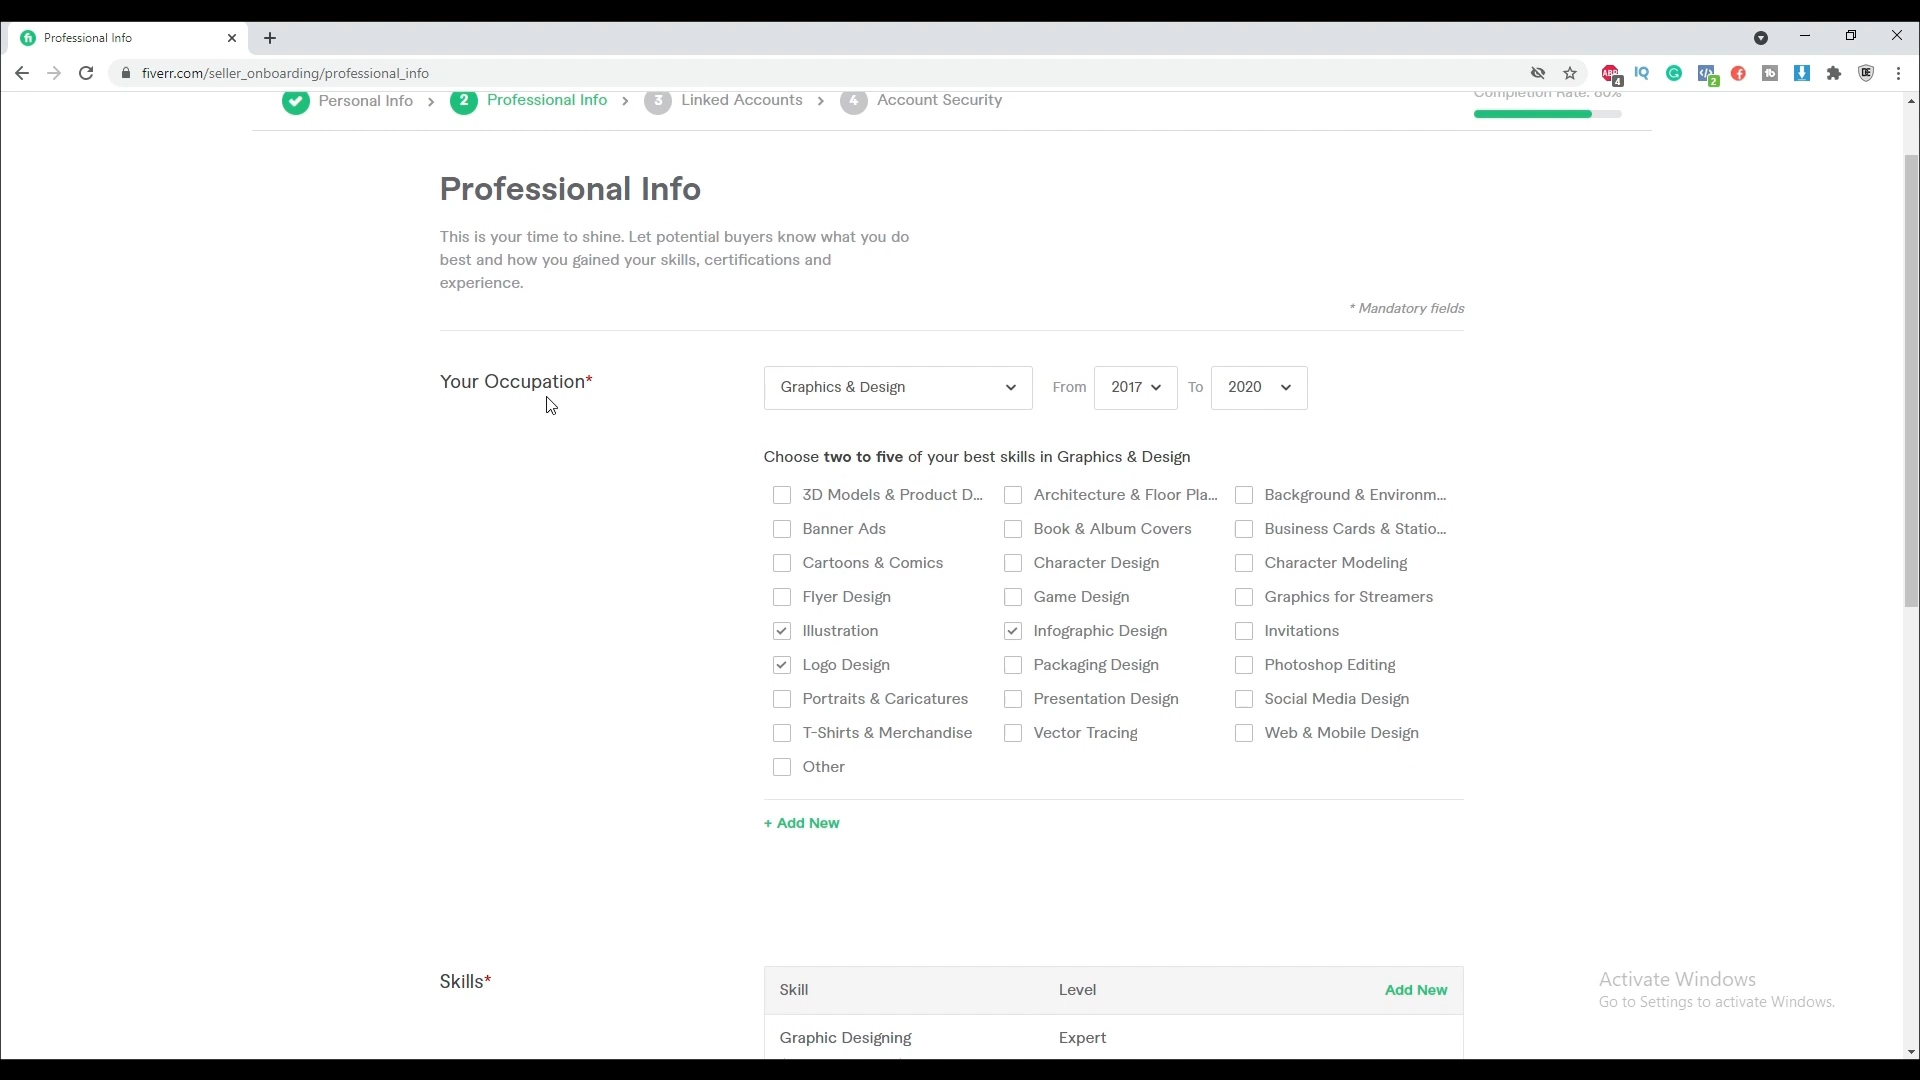 Professional Info
fiverr.com/seller_onboarding/professional_info
Personal Info
2 Professional Info
3 Linked Accounts
4 Account Security
Completion Rate: 80%
Professional Info
This is your time to shine. Let potential buyers know what you do
best and how you gained your skills, certifications and
experience.
* Mandatory fields
Your Occupation*
Graphics & Design
From 2017 To 2020
Choose two to five of your best skills in Graphics & Design
3D Models & Product D... Architecture & Floor Pla... Background & Environm...
Banner Ads Book & Album Covers Business Cards & Statio...
Cartoons & Comics Character Design Character Modeling
Flyer Design Game Design Graphics for Streamers
Illustration Infographic Design Invitations
Logo Design Packaging Design Photoshop Editing
Portraits & Caricatures Presentation Design Social Media Design
T-Shirts & Merchandise Vector Tracing Web & Mobile Design
Other
+ Add New
Skills*
Skill Level Add New
Graphic Designing Expert
Activate Windows
Go to Settings to activate Windows.